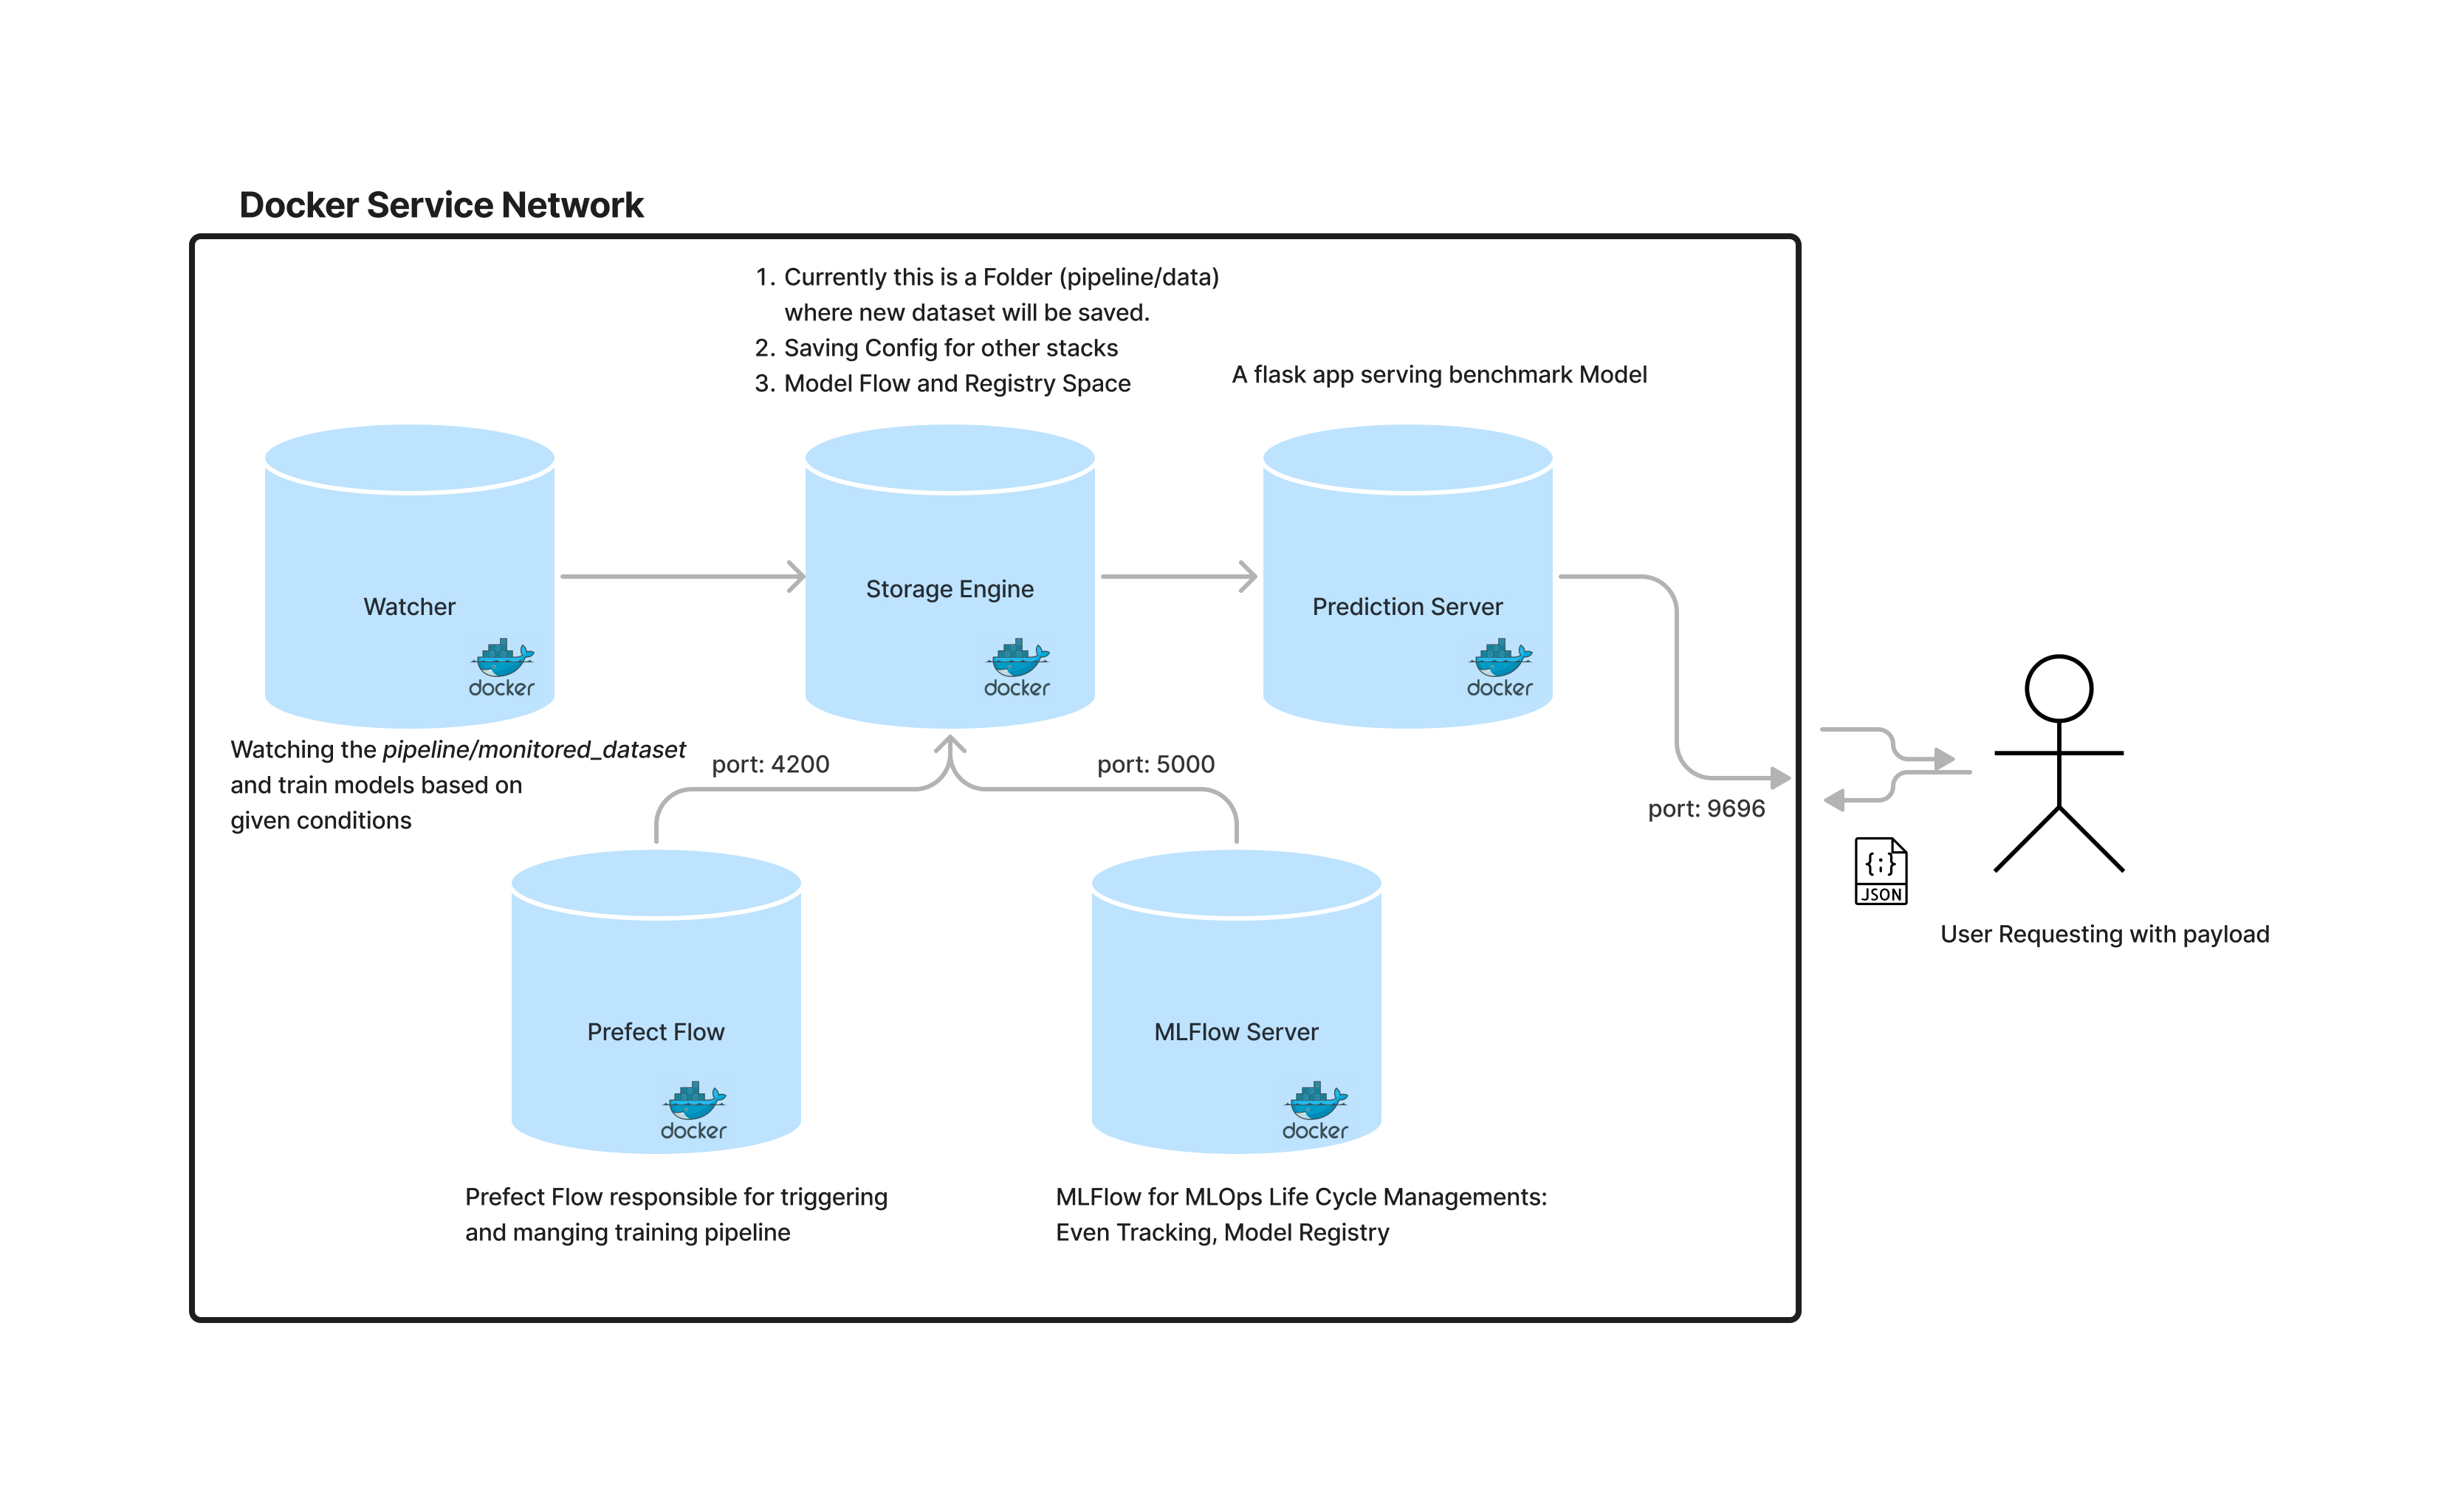 Docker Service Network
1. Currently this is a Folder (pipeline/data)
where new dataset will be saved.
2. Saving Config for other stacks
3. Model Flow and Registry Space
A flask app serving benchmark Model
Watcher
docker
Storage Engine
docker
Prediction Server
docker
Watching the pipeline/monitored_dataset
and train models based on
given conditions
port: 4200
port: 5000
port: 9696
{;}
JSON
User Requesting with payload
Prefect Flow
docker
MLFlow Server
docker
Prefect Flow responsible for triggering
and manging training pipeline
MLFlow for MLOps Life Cycle Managements:
Even Tracking, Model Registry